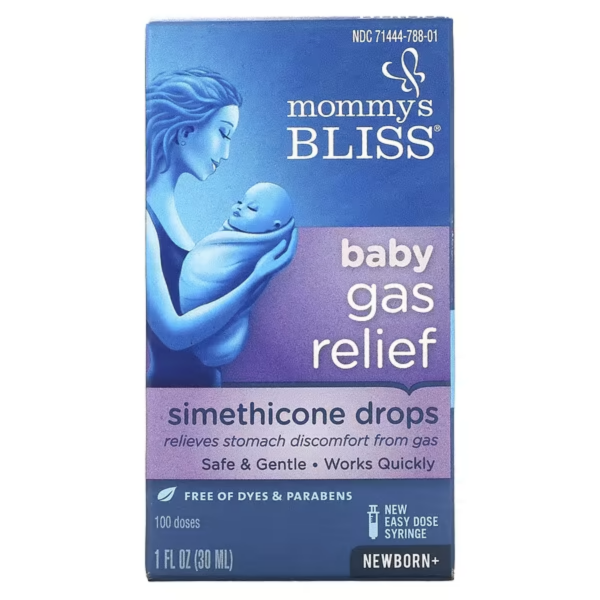 NDC 71444-788-01
mommy's
BLISS®
baby
gas
relief
simethicone drops
relieves stomach discomfort from gas
Safe & Gentle • Works Quickly
FREE OF DYES & PARABENS
100 doses
NEW
EASY DOSE
SYRINGE
1 FL OZ (30 ML)
NEWBORN+